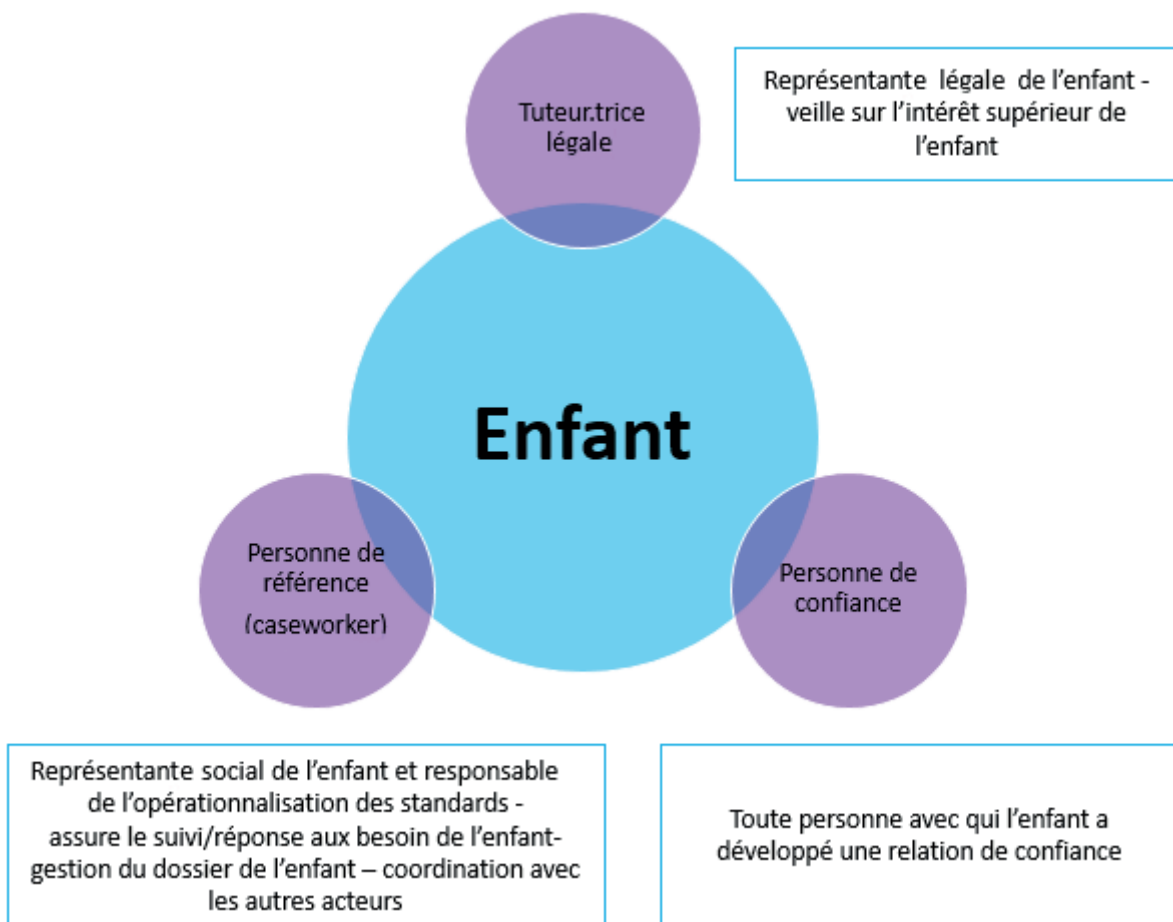 Tuteur.trice
légale
Représentante légale de l'enfant -
veille sur l'intérêt supérieur de
l'enfant
Enfant
Personne de
référence
(caseworker)
Personne de
confiance
Représentante social de l'enfant et responsable
de l'opérationnalisation des standards -
assure le suivi/réponse aux besoin de l'enfant-
gestion du dossier de l'enfant – coordination avec
les autres acteurs
Toute personne avec qui l'enfant a
développé une relation de confiance